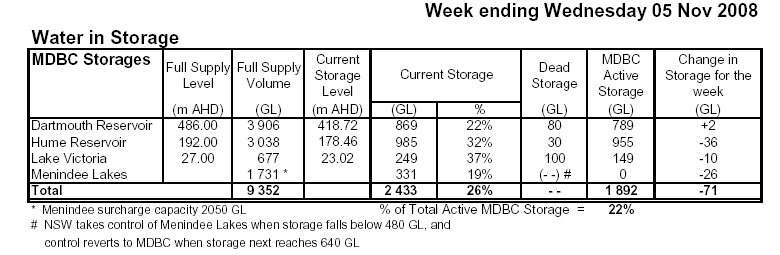 Week ending Wednesday 05 Nov 2008
Water in Storage
MDBC Storages Full Supply Level Full Supply Volume Current Storage Level Current Storage Dead Storage MDBC Active Storage Change in Storage for the week
(m AHD) (GL) (m AHD) (GL) % (GL) (GL) (GL)
Dartmouth Reservoir 486.00 3 906 418.72 869 22% 80 789 +2
Hume Reservoir 192.00 3 038 178.46 985 32% 30 955 -36
Lake Victoria 27.00 677 23.02 249 37% 100 149 -10
Menindee Lakes 1 731 * 331 19% (- -) # 0 -26
Total 9 352 2 433 26% - - 1 892 -71
* Menindee surcharge capacity 2050 GL % of Total Active MDBC Storage = 22%
# NSW takes control of Menindee Lakes when storage falls below 480 GL, and
control reverts to MDBC when storage next reaches 640 GL